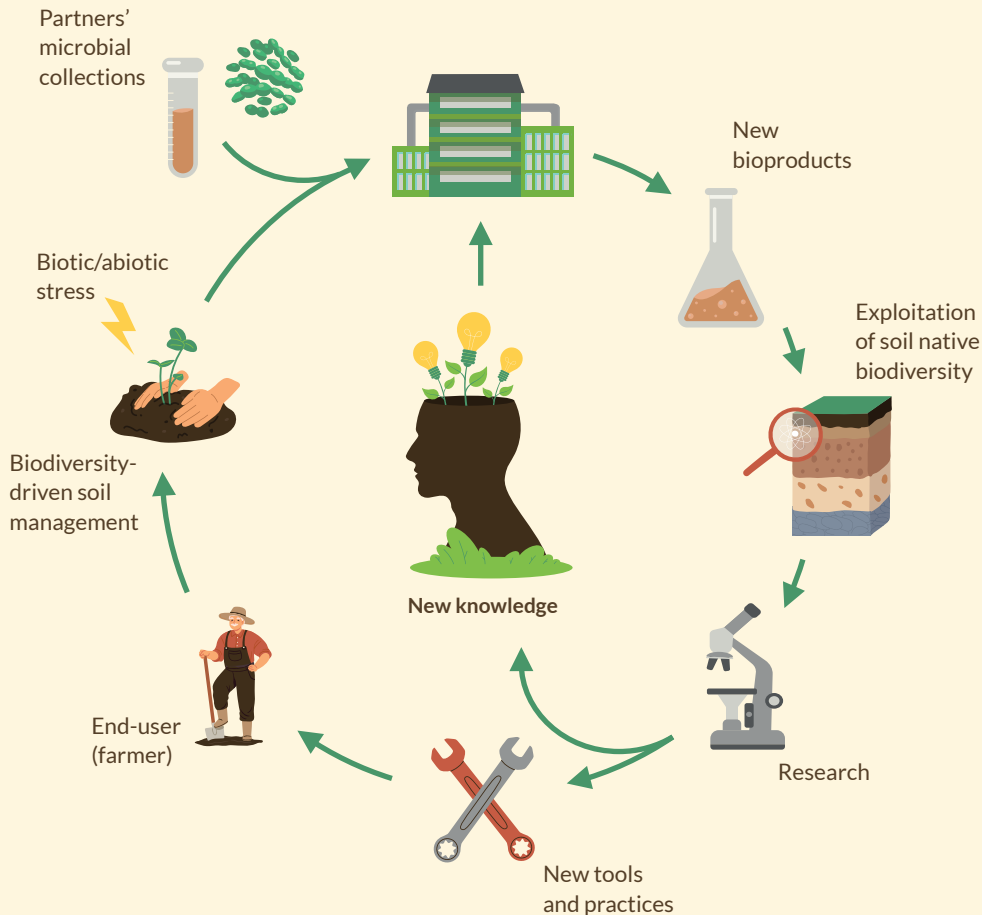 Partners’
microbial
collections
New
bioproducts
Biotic/abiotic
stress
Exploitation
of soil native
biodiversity
Biodiversity-
driven soil
management
New knowledge
End-user
(farmer)
Research
New tools
and practices